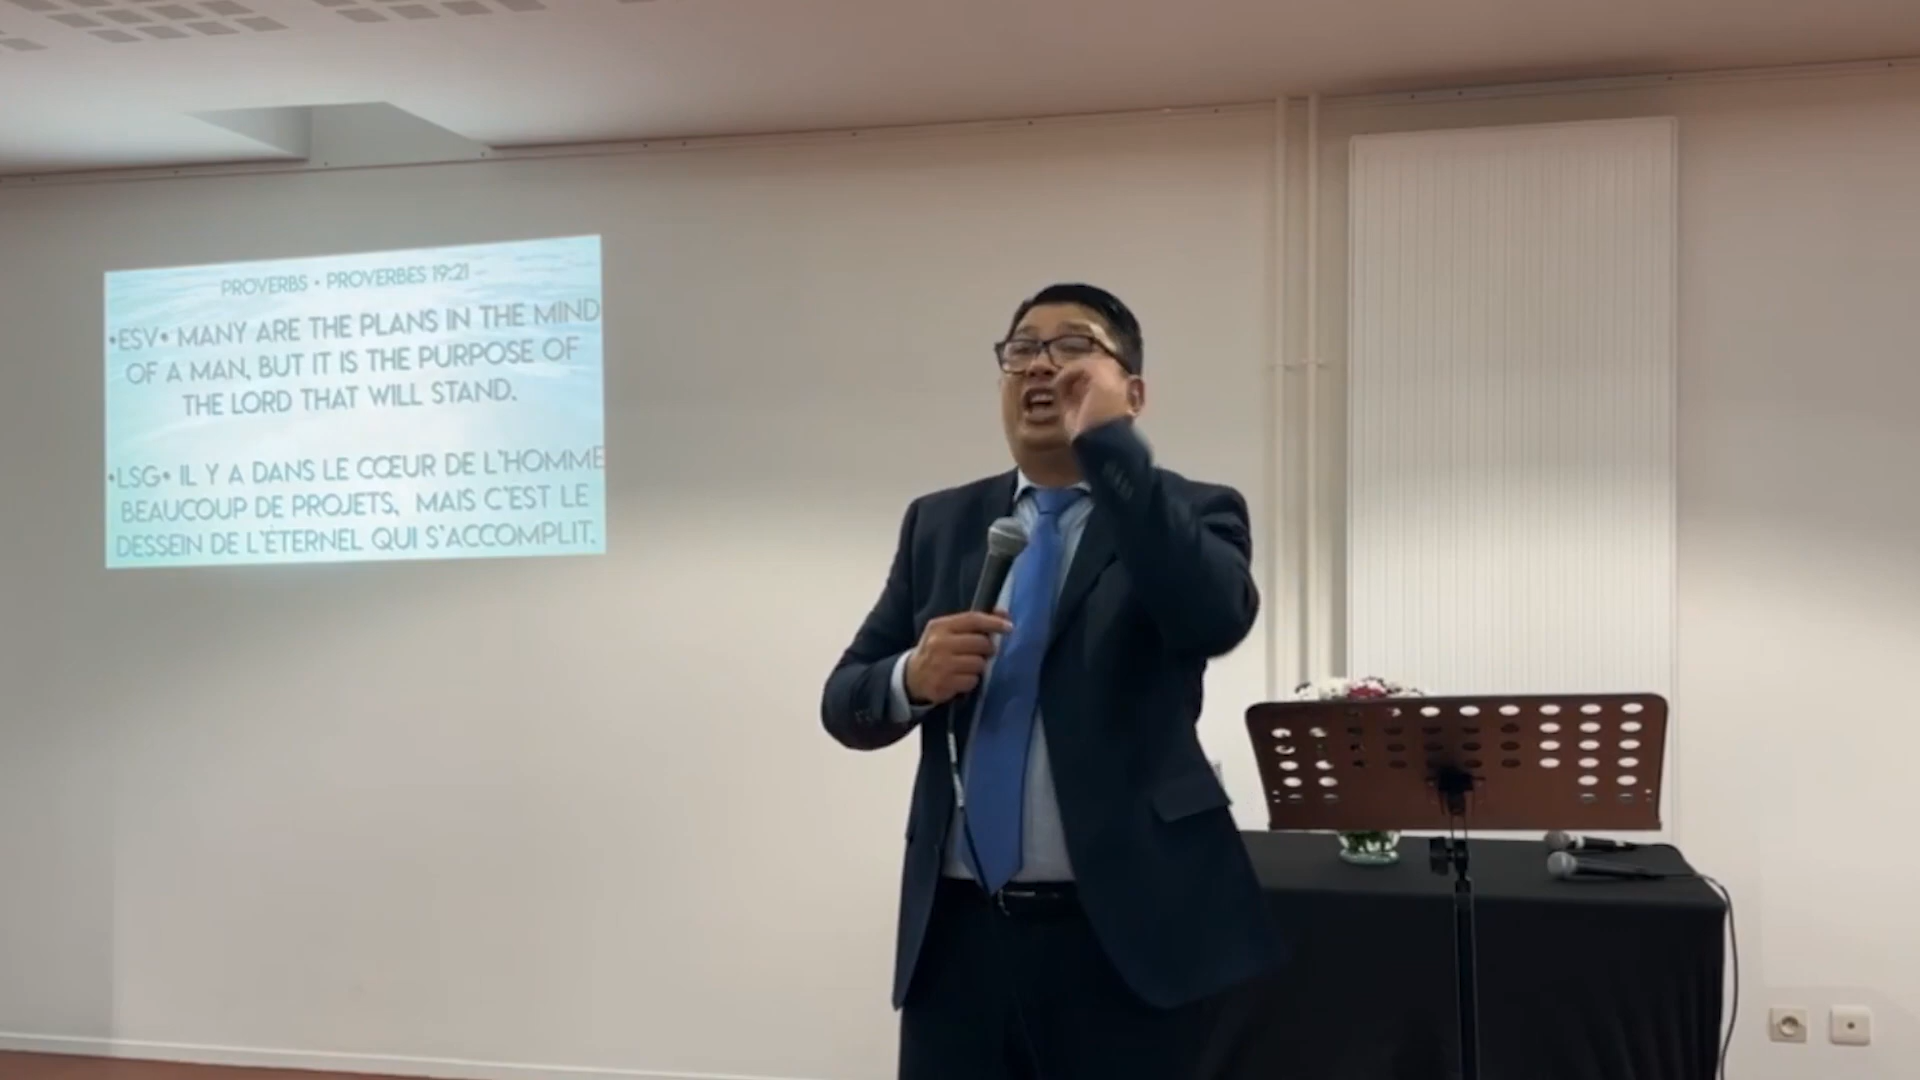 PROVERBS • PROVERBES 19:21
•ESV• MANY ARE THE PLANS IN THE MIND
OF A MAN, BUT IT IS THE PURPOSE OF
THE LORD THAT WILL STAND.
•LSG• IL Y A DANS LE CŒUR DE L'HOMME
BEAUCOUP DE PROJETS, MAIS C'EST LE
DESSEIN DE L'ÉTERNEL QUI S'ACCOMPLIT.